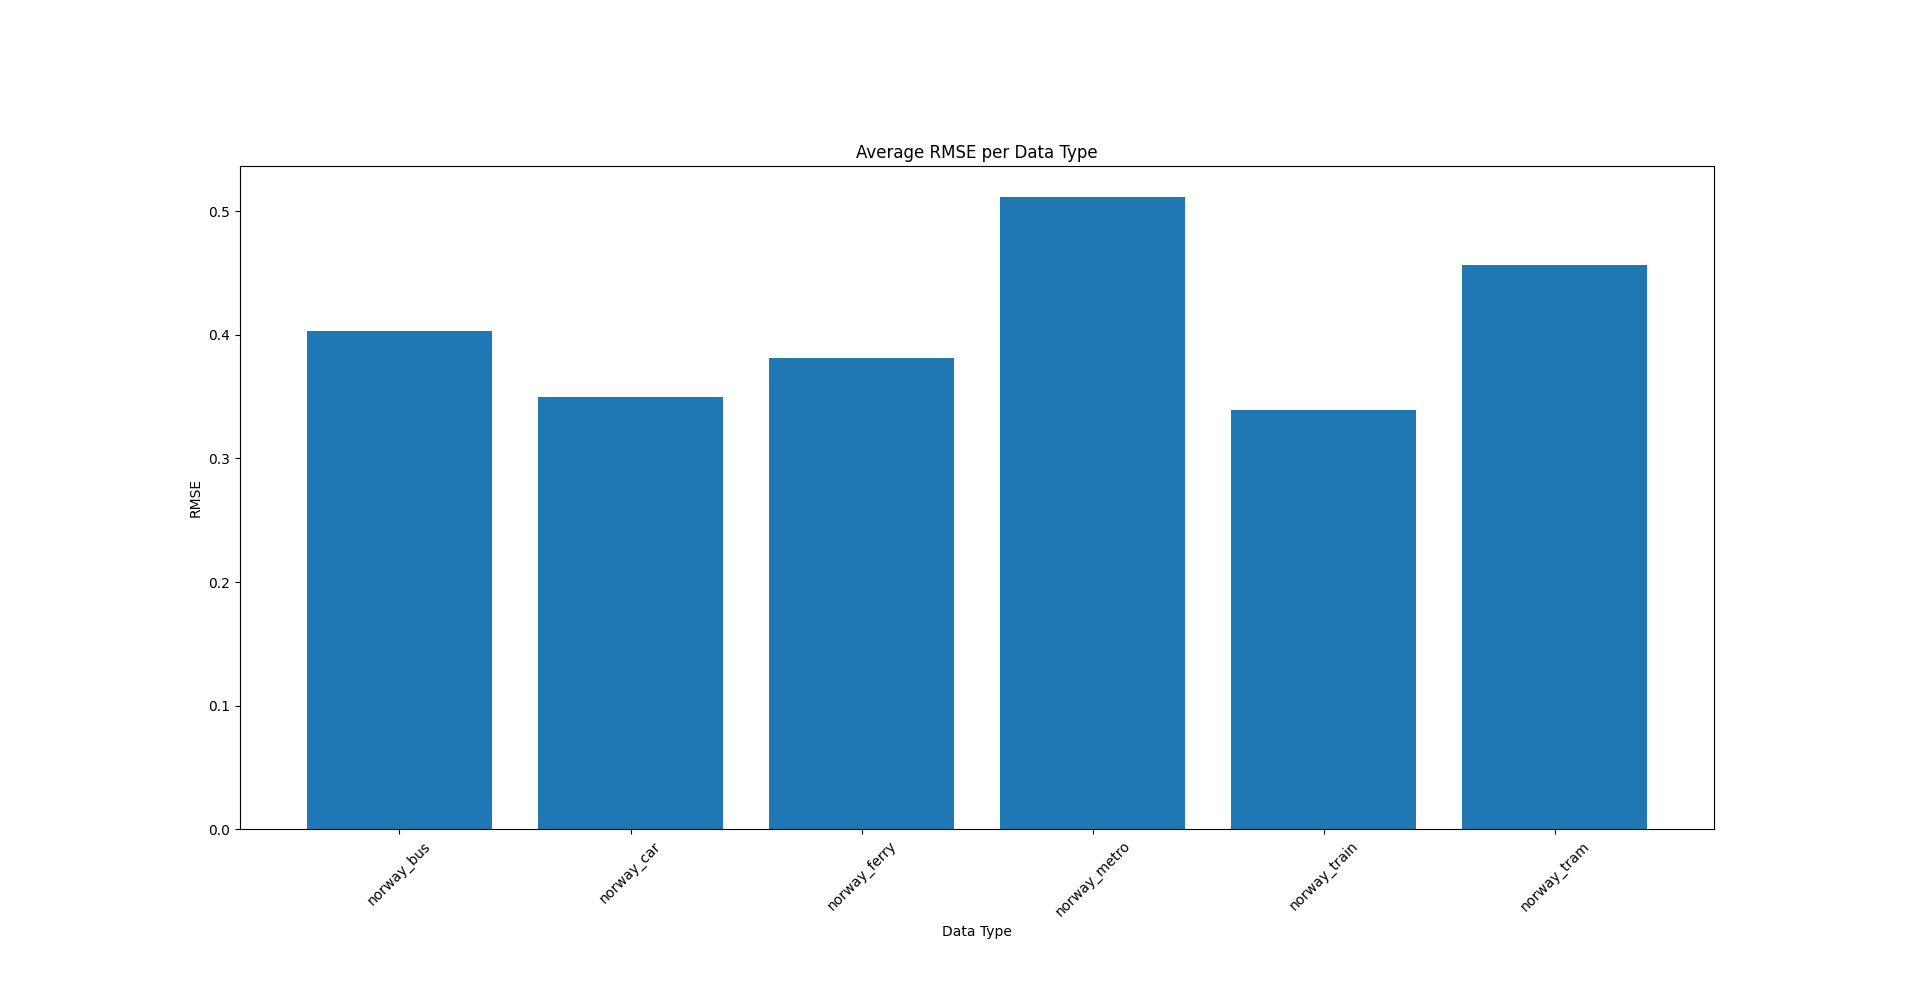 Average RMSE per Data Type
0.5
0.4
0.3
0.2
0.1
0.0
RMSE
norway_bus
norway_car
norway_ferry
norway_metro
norway_train
norway_tram
Data Type